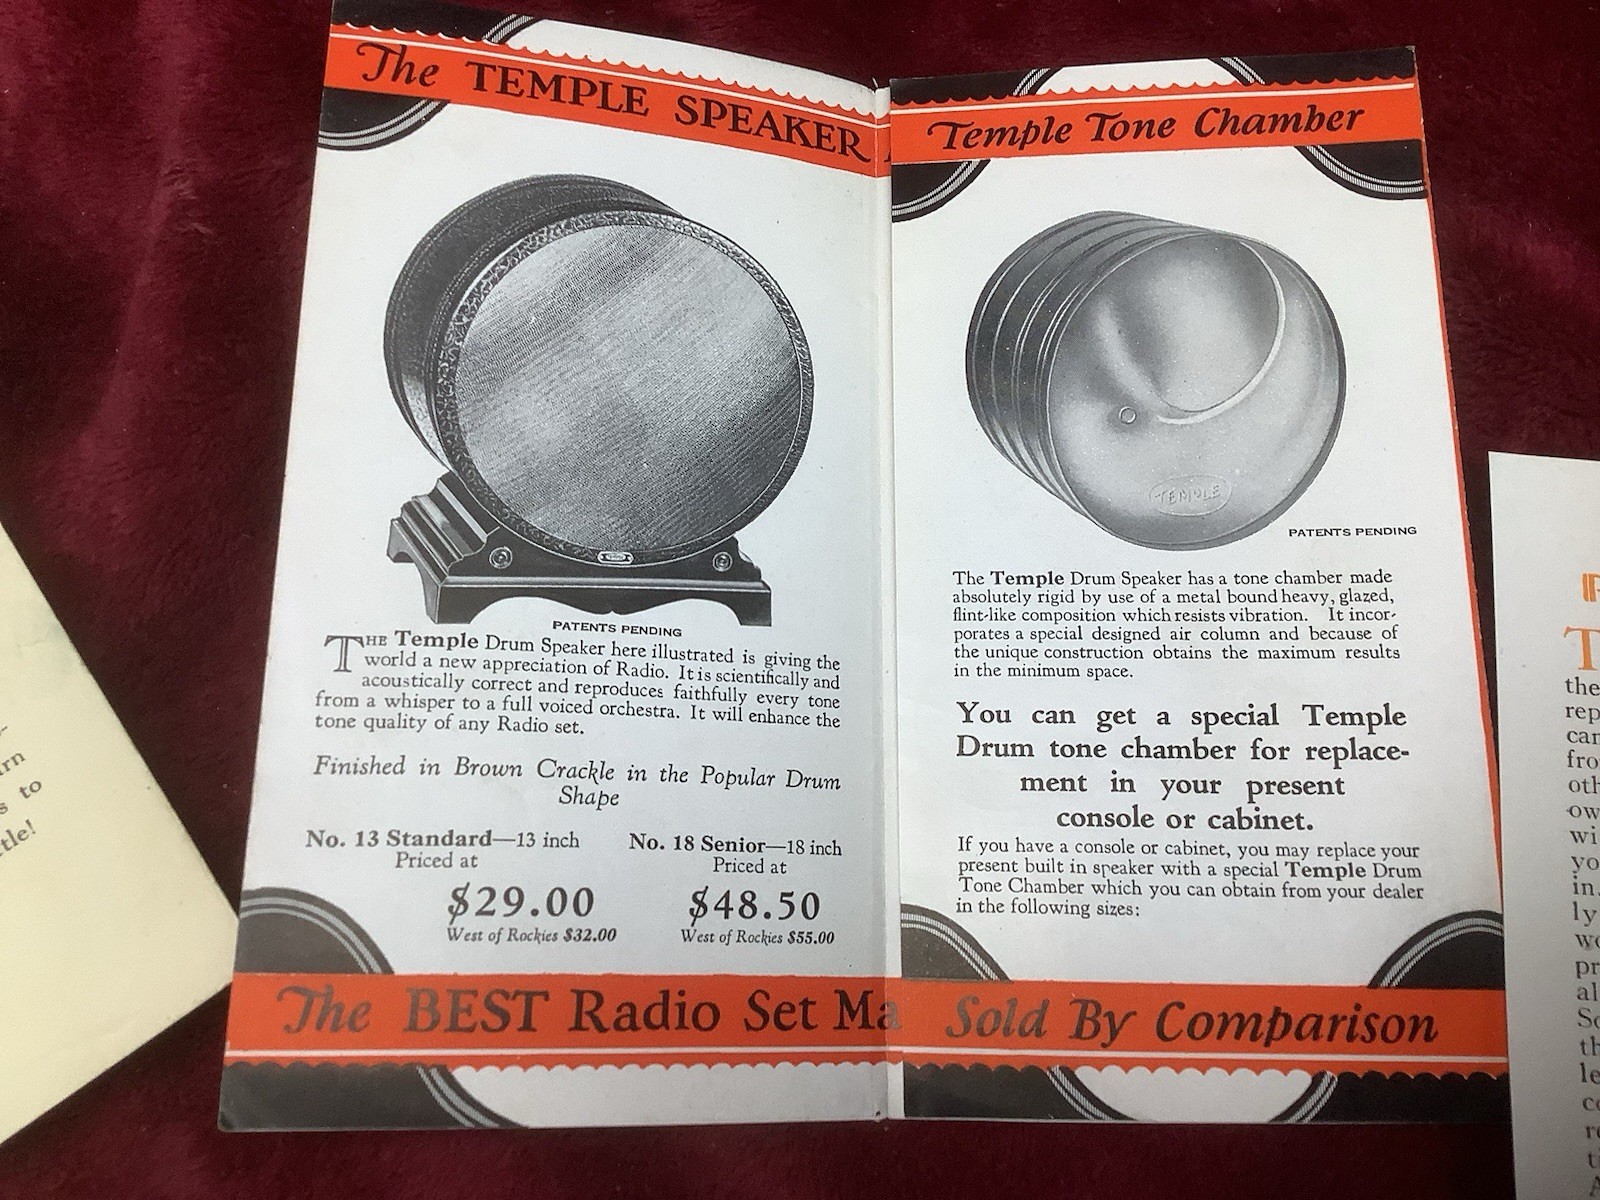 The TEMPLE SPEAKER
PATENTS PENDING
THE Temple Drum Speaker here illustrated is giving the
world a new appreciation of Radio. It is scientifically and
acoustically correct and reproduces faithfully every tone
from a whisper to a full voiced orchestra. It will enhance the
tone quality of any Radio set.
Finished in Brown Crackle in the Popular Drum
Shape
No. 13 Standard—13 inch
Priced at
$29.00
West of Rockies $32.00
No. 18 Senior—18 inch
Priced at
$48.50
West of Rockies $55.00
The BEST Radio Set Ma
Temple Tone Chamber
TEMPLE
PATENTS PENDING
The Temple Drum Speaker has a tone chamber made
absolutely rigid by use of a metal bound heavy, glazed,
flint-like composition which resists vibration. It incor-
porates a special designed air column and because of
the unique construction obtains the maximum results
in the minimum space.
You can get a special Temple
Drum tone chamber for replace-
ment in your present
console or cabinet.
If you have a console or cabinet, you may replace your
present built in speaker with a special Temple Drum
Tone Chamber which you can obtain from your dealer
in the following sizes:
Sold By Comparison
s to
the